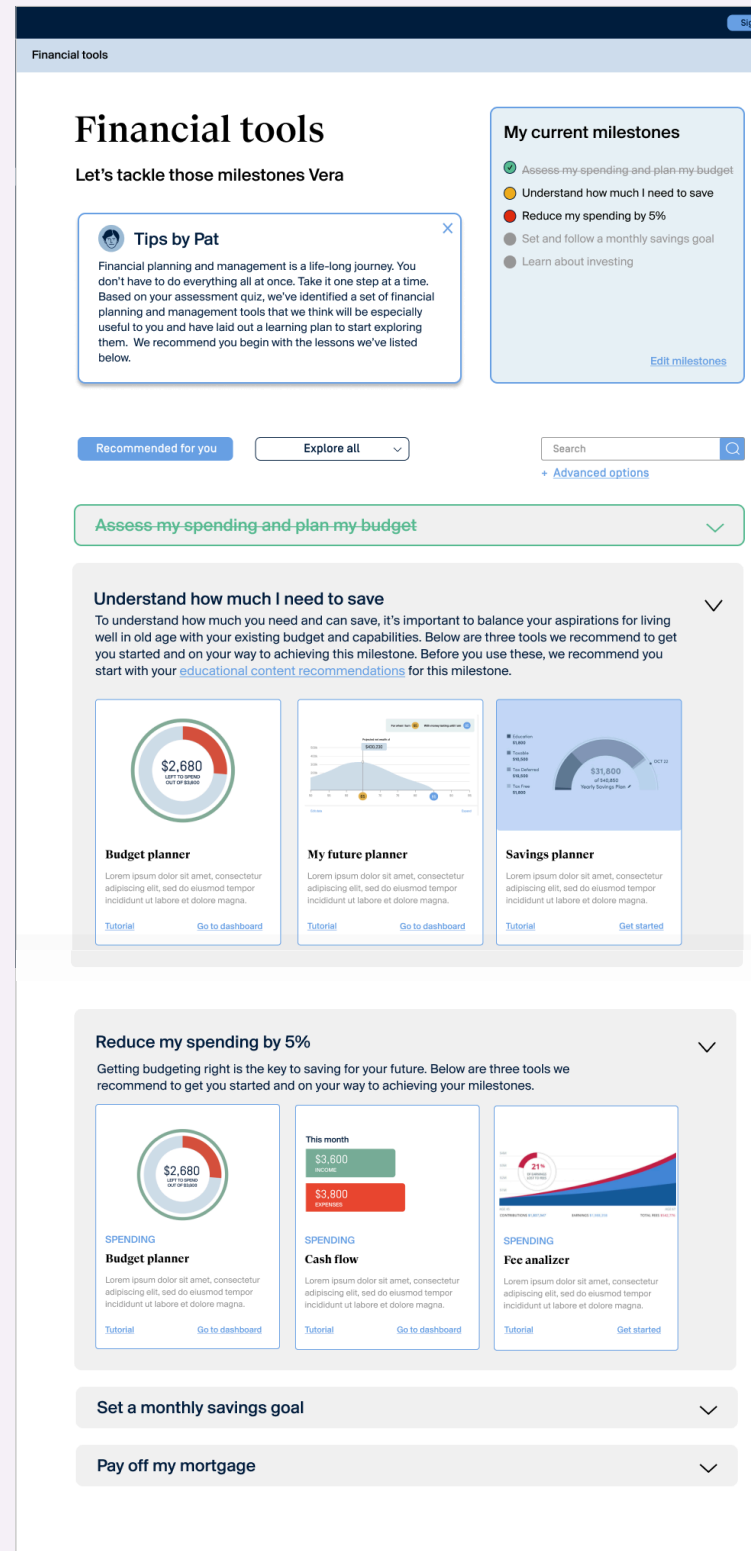 Financial tools
Financial tools
Let's tackle those milestones Vera
Tips by Pat
Financial planning and management is a life-long journey. You
don't have to do everything all at once. Take it one step at a time.
Based on your assessment quiz, we've identified a set of financial
planning and management tools that we think will be especially
useful to you and have laid out a learning plan to start exploring
them. We recommend you begin with the lessons we've listed
below.
My current milestones
Assess my spending and plan my budget
Understand how much I need to save
Reduce my spending by 5%
Set and follow a monthly savings goal
Learn about investing
Edit milestones
Recommended for you
Explore all
Search
+ Advanced options
Assess my spending and plan my budget
Understand how much I need to save
To understand how much you need and can save, it's important to balance your aspirations for living
well in old age with your existing budget and capabilities. Below are three tools we recommend to get
you started and on your way to achieving this milestone. Before you use these, we recommend you
start with your educational content recommendations for this milestone.
$2,680
LEFT TO SPEND
OUT OF $3,800
Budget planner
Lorem ipsum dolor sit amet, consectetur
adipiscing elit, sed do eiusmod tempor
incididunt ut labore et dolore magna.
Tutorial
Go to dashboard
My future planner
Lorem ipsum dolor sit amet, consectetur
adipiscing elit, sed do eiusmod tempor
incididunt ut labore et dolore magna.
Tutorial
Go to dashboard
Education
$1,800
Taxable
Tax Deferred
Tax Free
$31,800
of $40,880
Yearly Savings Plan
OCT 22
Savings planner
Lorem ipsum dolor sit amet, consectetur
adipiscing elit, sed do eiusmod tempor
incididunt ut labore et dolore magna.
Tutorial
Get started
Reduce my spending by 5%
Getting budgeting right is the key to saving for your future. Below are three tools we
recommend to get you started and on your way to achieving your milestones.
$2,680
LEFT TO SPEND
OUT OF $3,800
SPENDING
Budget planner
Lorem ipsum dolor sit amet, consectetur
adipiscing elit, sed do eiusmod tempor
incididunt ut labore et dolore magna.
Tutorial
Go to dashboard
This month
$3,600
INCOME
$3,800
EXPENSES
SPENDING
Cash flow
Lorem ipsum dolor sit amet, consectetur
adipiscing elit, sed do eiusmod tempor
incididunt ut labore et dolore magna.
Tutorial
Go to dashboard
21%
CONTRIBUTIONS
EARNINGS
TOTAL FEES
SPENDING
Fee analizer
Lorem ipsum dolor sit amet, consectetur
adipiscing elit, sed do eiusmod tempor
incididunt ut labore et dolore magna.
Tutorial
Get started
Set a monthly savings goal
Pay off my mortgage